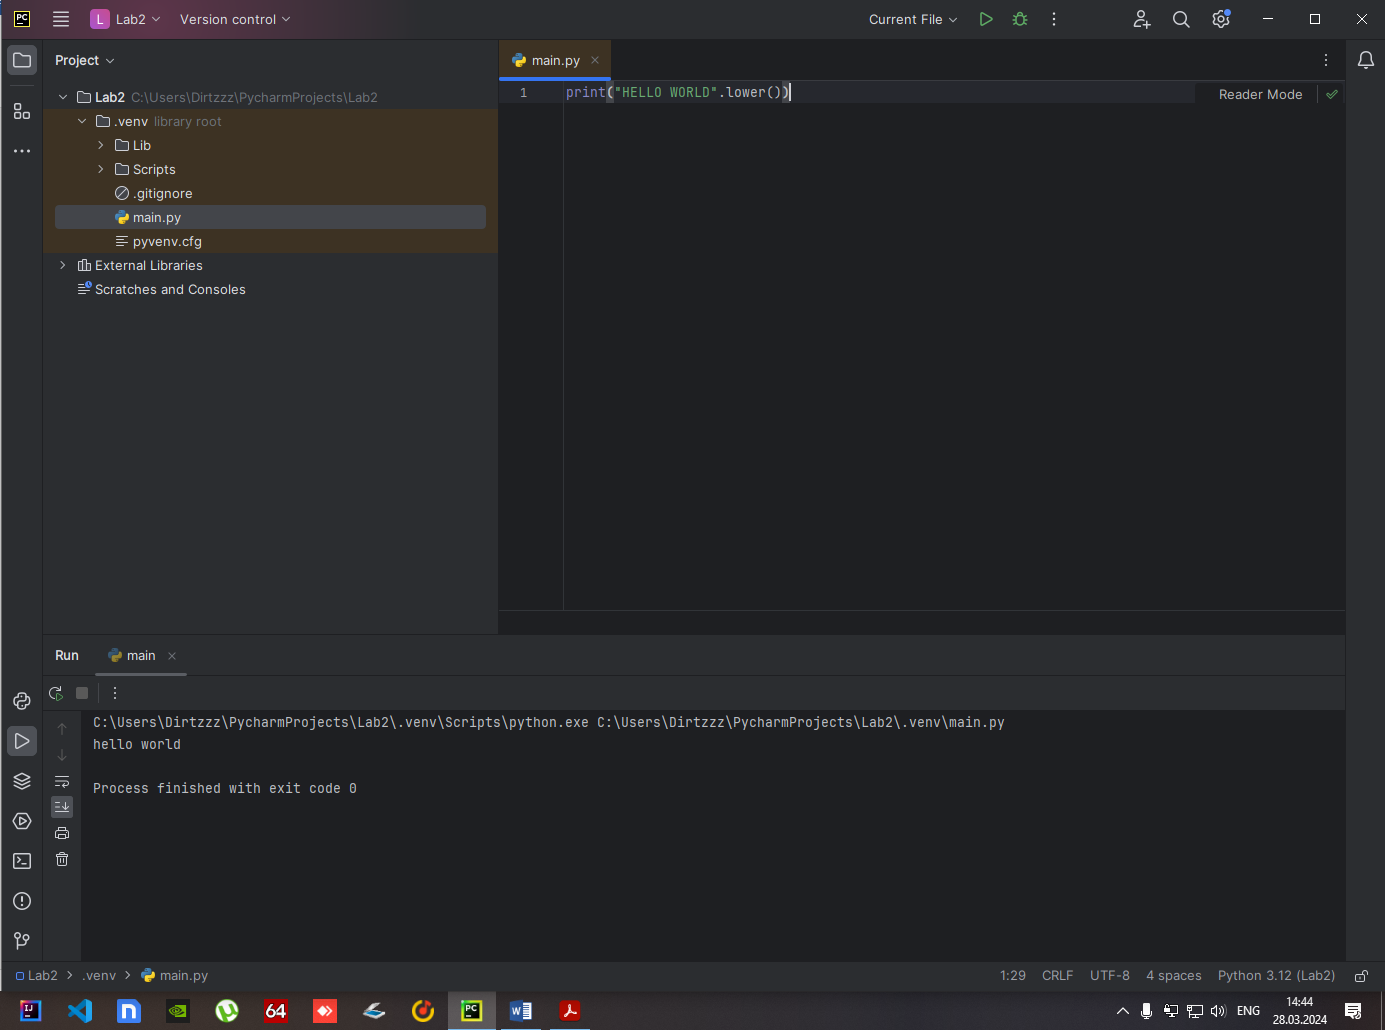 PC
L Lab2 Version control Current File
Project
main.py
Lab2 C:\Users\Dirtzzz\PycharmProjects\Lab2
.venv library root
Lib
Scripts
.gitignore
main.py
pyvenv.cfg
External Libraries
Scratches and Consoles
1 print("HELLO WORLD".lower())
Reader Mode
Run main
C:\Users\Dirtzzz\PycharmProjects\Lab2\.venv\Scripts\python.exe C:\Users\Dirtzzz\PycharmProjects\Lab2\.venv\main.py
hello world
Process finished with exit code 0
Lab2 > .venv > main.py 1:29 CRLF UTF-8 4 spaces Python 3.12 (Lab2)
IJ n 64 PC W ENG 14:44
28.03.2024